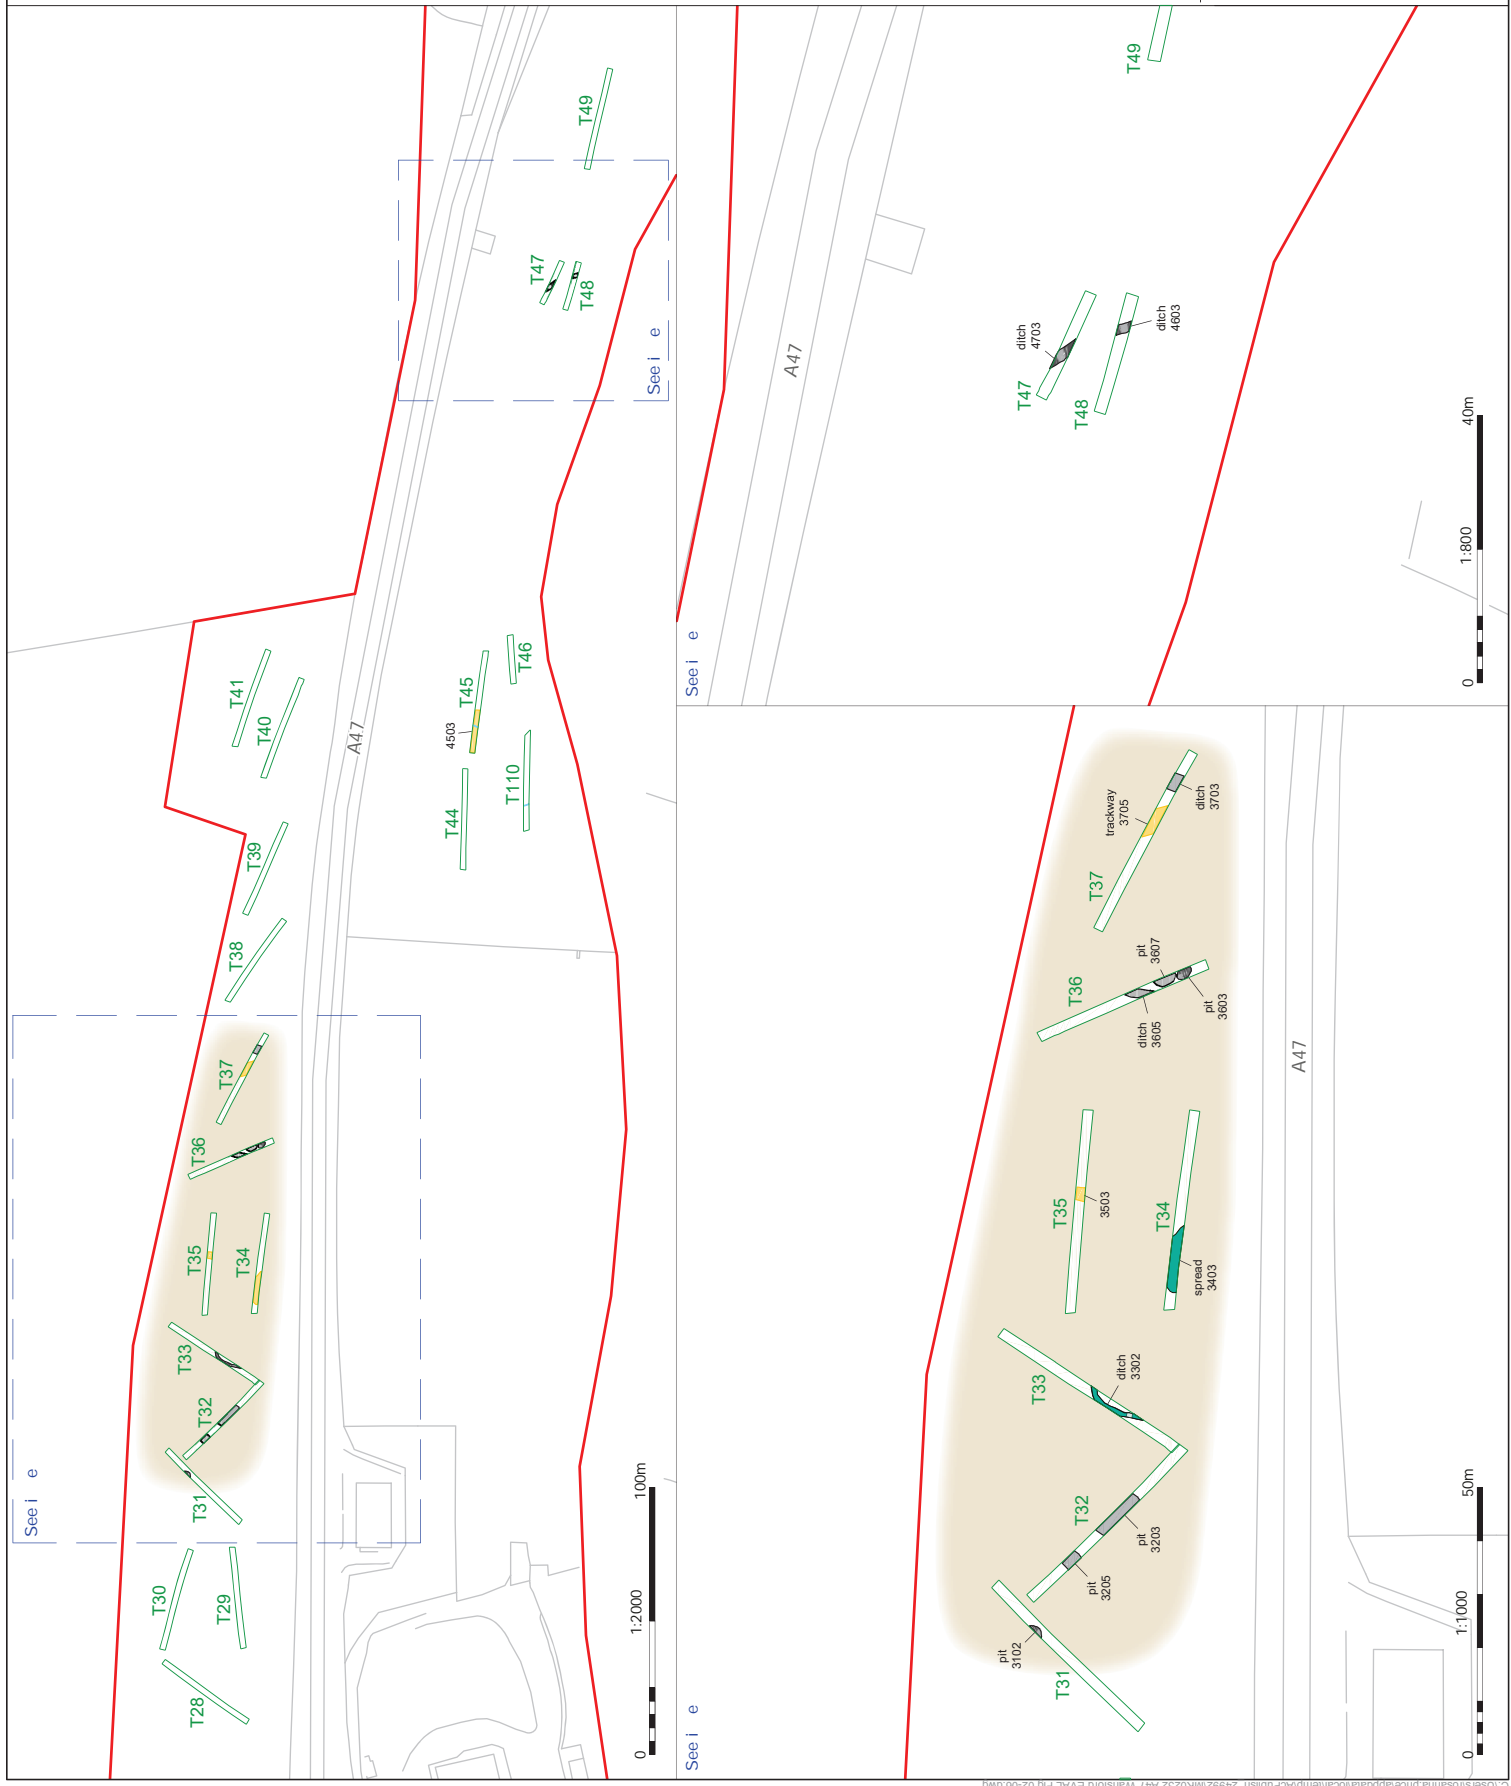 T28
T29
T30
T31
T32
T33
T34
T35
T36
T37
T38
T39
T40
T41
A47
T44
4503
T45
T46
T110
T47
T48
T49
See i e
See i e
0
1:2000
100m
See i e
T31
pit
3102
T32
pit
3205
pit
3203
T33
ditch
3302
T34
spread
3403
T35
3503
T36
ditch
3605
pit
3607
pit
3603
T37
trackway
3705
ditch
3703
A47
0
1:1000
50m
See i e
A47
T47
ditch
4703
T48
ditch
4603
T49
0
1:800
40m